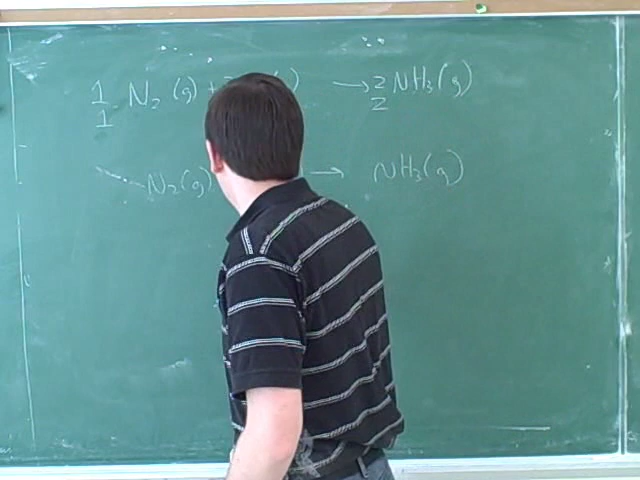 1 N₂ (g) + → 2 NH₃(g)
1 2
N₂(g) → NH₃(g)